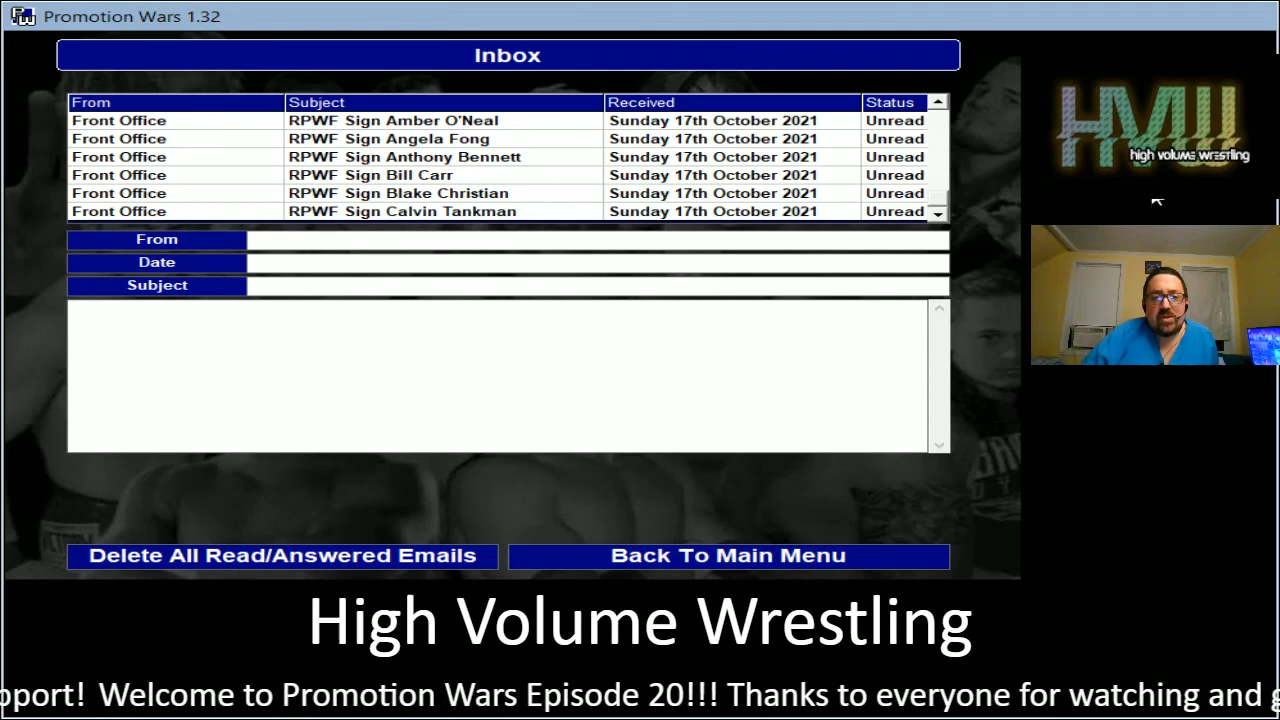 Promotion Wars 1.32
Inbox
From Subject Received Status
Front Office RPWF Sign Amber O'Neal Sunday 17th October 2021 Unread
Front Office RPWF Sign Angela Fong Sunday 17th October 2021 Unread
Front Office RPWF Sign Anthony Bennett Sunday 17th October 2021 Unread
Front Office RPWF Sign Bill Carr Sunday 17th October 2021 Unread
Front Office RPWF Sign Blake Christian Sunday 17th October 2021 Unread
Front Office RPWF Sign Calvin Tankman Sunday 17th October 2021 Unread
From
Date
Subject
Delete All Read/Answered Emails Back To Main Menu
HVW
high volume wrestling
High Volume Wrestling
pport! Welcome to Promotion Wars Episode 20!!! Thanks to everyone for watching and g